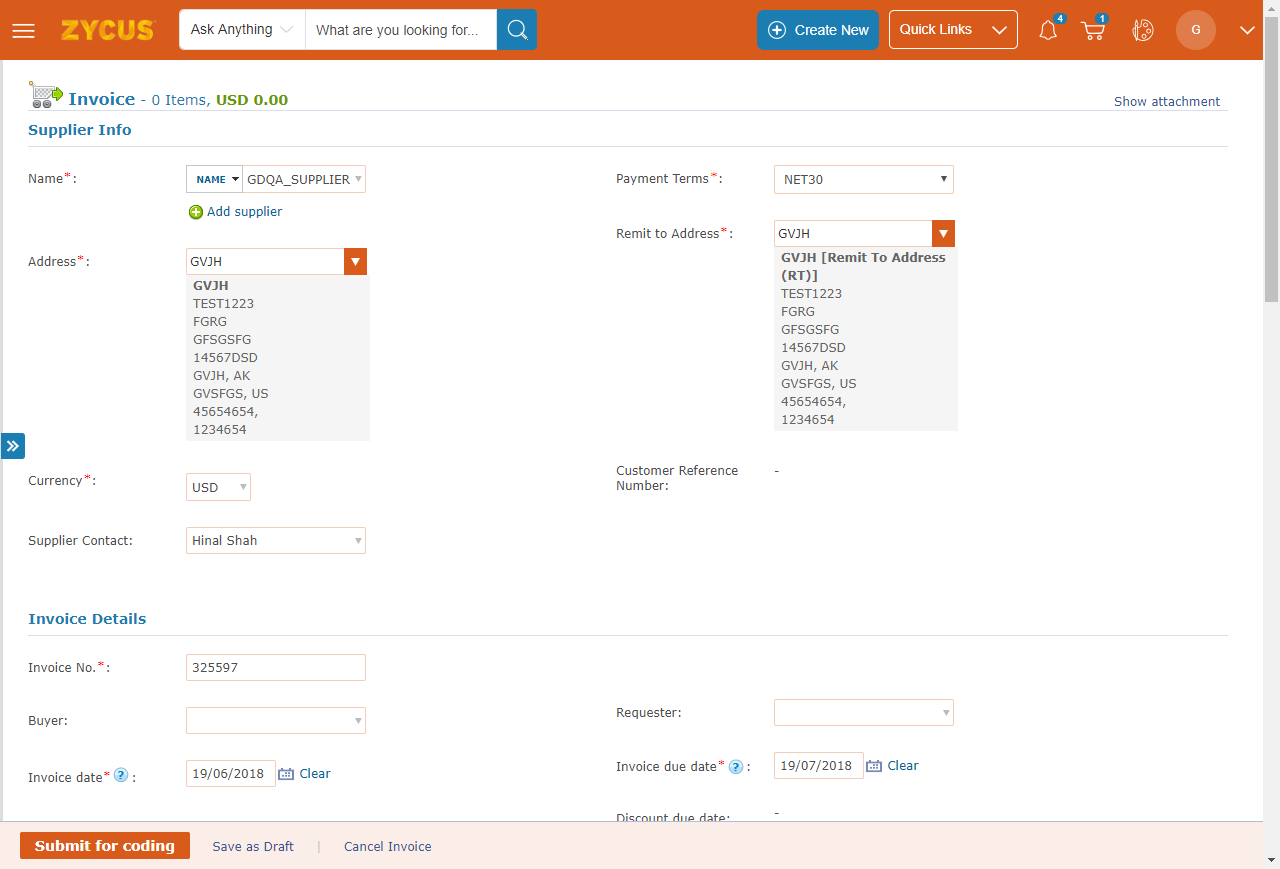 ZYCUS
Ask Anything
What are you looking for...
Create New
Quick Links
4
1
G
Invoice - 0 Items, USD 0.00
Show attachment
Supplier Info
Name*:
NAME
GDQA_SUPPLIER
Payment Terms*:
NET30
Add supplier
Remit to Address*:
GVJH
GVJH [Remit To Address
(RT)]
TEST1223
FGRG
GFSGSFG
14567DSD
GVJH, AK
GVSFGS, US
45654654,
1234654
Address*:
GVJH
GVJH
TEST1223
FGRG
GFSGSFG
14567DSD
GVJH, AK
GVSFGS, US
45654654,
1234654
Currency*:
USD
Customer Reference
Number:
-
Supplier Contact:
Hinal Shah
Invoice Details
Invoice No.*:
325597
Buyer:
Requester:
Invoice date* ? :
19/06/2018
Clear
Invoice due date* ? :
19/07/2018
Clear
Discount due date:
-
Submit for coding
Save as Draft
|
Cancel Invoice